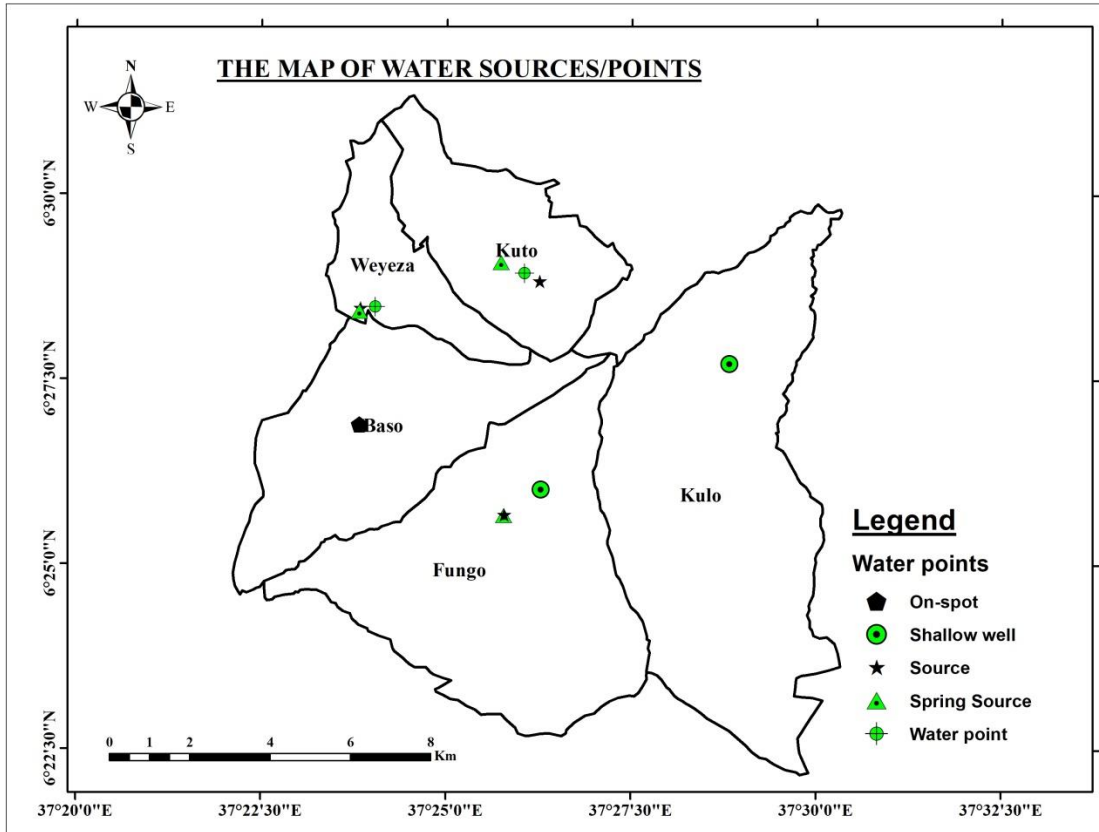 THE MAP OF WATER SOURCES/POINTS
N
W E
S
6°30'0"N
6°27'30"N
6°25'0"N
6°22'30"N
Kuto
Weyeza
Baso
Kulo
Fungo
Legend
Water points
On-spot
Shallow well
Source
Spring Source
Water point
0 1 2 4 6 8
Km
37°20'0"E 37°22'30"E 37°25'0"E 37°27'30"E 37°30'0"E 37°32'30"E